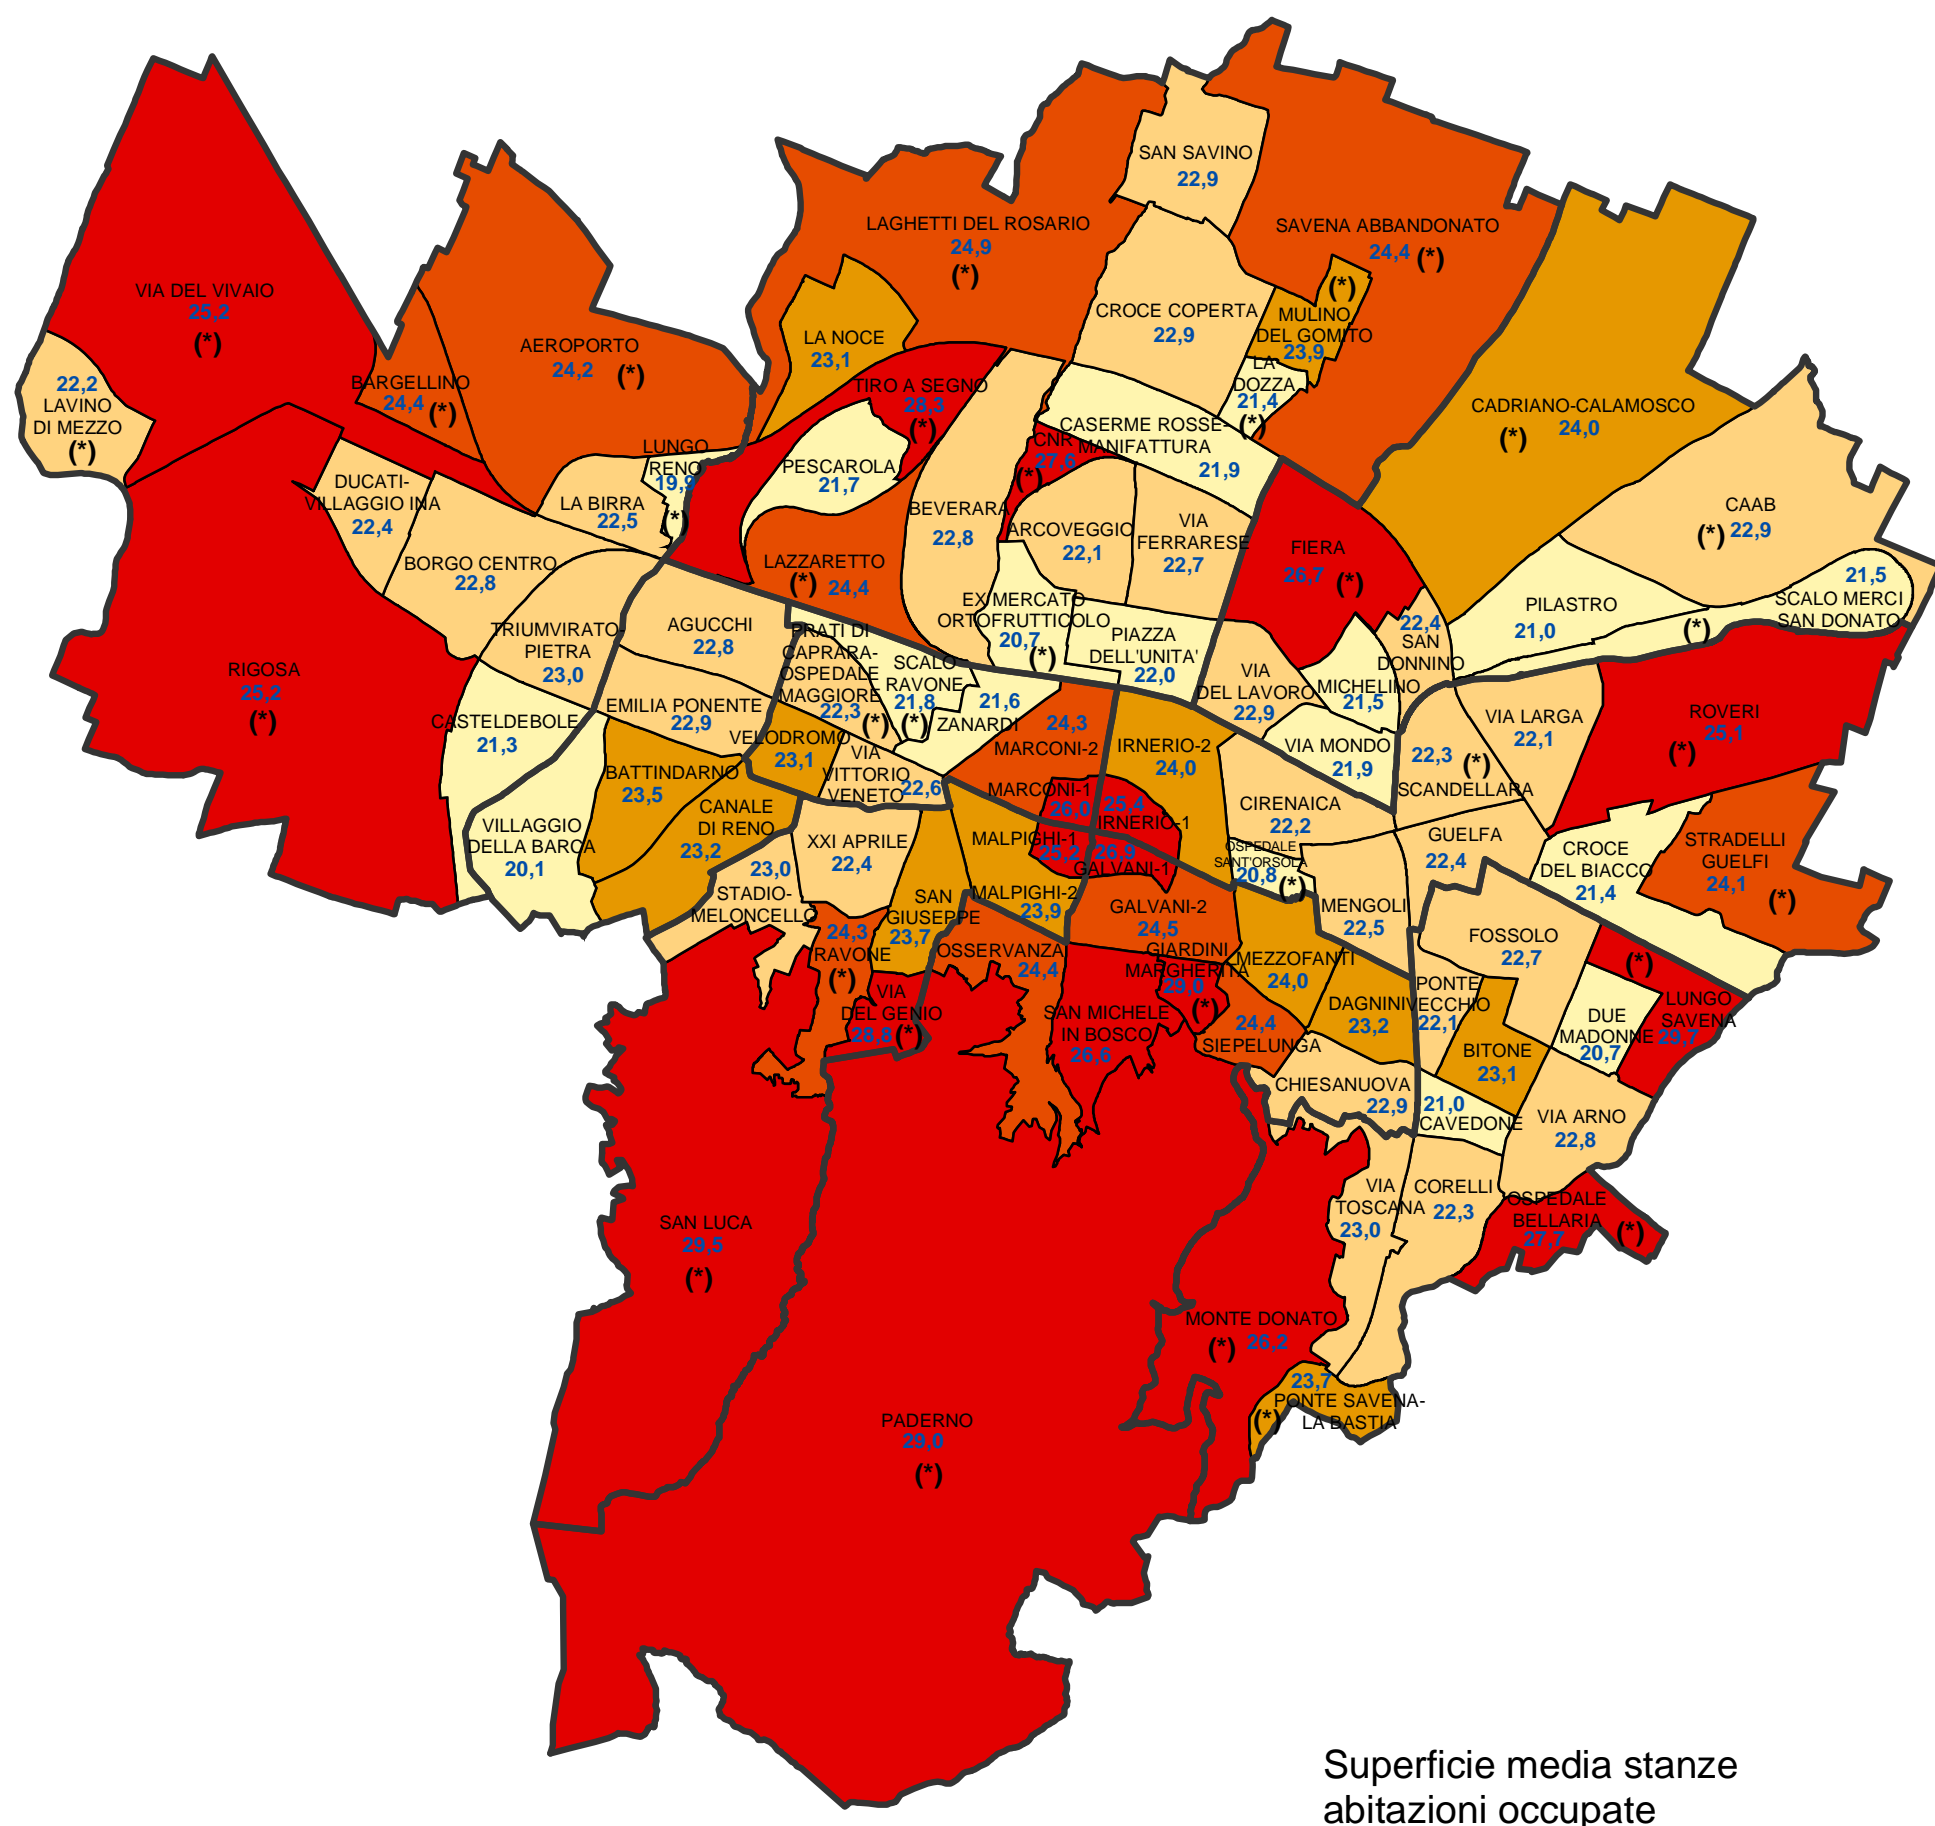 SAN SAVINO
22,9
LAGHETTI DEL ROSARIO
24,9
(*)
SAVENA ABBANDONATO
24,4 (*)
VIA DEL VIVAIO
25,2
(*)
CROCE COPERTA
22,9
(*)
MULINO
DEL GOMITO
23,9
LA NOCE
23,1
AEROPORTO
24,2 (*)
BARGELLINO
24,4 (*)
22,2
LAVINO
DI MEZZO
(*)
TIRO A SEGNO
28,3
(*)
LA
DOZZA
21,4
(*)
CADRIANO-CALAMOSCO
(*) 24,0
CASERME ROSSE-
MANIFATTURA
21,9
CNR
27,6
(*)
LUNGO
RENO
19,9
(*)
PESCAROLA
21,7
DUCATI-
VILLAGGIO INA
22,4
LA BIRRA
22,5
BEVERARA
22,8
ARCOVEGGIO
22,1
VIA
FERRARESE
22,7
CAAB
(*) 22,9
FIERA
26,7 (*)
BORGO CENTRO
22,8
LAZZARETTO
(*) 24,4
21,5
SCALO MERCI
SAN DONATO
(*)
PILASTRO
21,0
EX MERCATO
ORTOFRUTTICOLO
20,7
(*)
PIAZZA
DELL'UNITA'
22,0
TRIUMVIRATO-
PIETRA
23,0
AGUCCHI
22,8
PRATI DI
CAPRARA-
OSPEDALE
MAGGIORE
22,3 (*)
SCALO
RAVONE
21,8
(*)
22,4
SAN
DONNINO
RIGOSA
25,2
(*)
VIA
DEL LAVORO
22,9
MICHELINO
21,5
EMILIA PONENTE
22,9
21,6
ZANARDI
24,3
MARCONI-2
CASTELDEBOLE
21,3
VELODROMO
23,1
VIA
VITTORIO
VENETO 22,6
IRNERIO-2
24,0
VIA MONDO
21,9
VIA LARGA
22,1
ROVERI
25,1
(*)
22,3 (*)
SCANDELLARA
BATTINDARNO
23,5
MARCONI-1
26,0
25,4
IRNERIO-1
CANALE
DI RENO
23,2
CIRENAICA
22,2
VILLAGGIO
DELLA BARCA
20,1
XXI APRILE
22,4
MALPIGHI-1
25,2
26,9
GALVANI-1
OSPEDALE
SANT'ORSOLA
20,8
(*)
GUELFA
22,4
CROCE
DEL BIACCO
21,4
STRADELLI
GUELFI
24,1
(*)
23,0
STADIO-
MELONCELLO
SAN
GIUSEPPE
23,7
MALPIGHI-2
23,9
GALVANI-2
24,5
MENGOLI
22,5
24,3
RAVONE
(*)
OSSERVANZA
24,4
GIARDINI
MARGHERITA
29,0
(*)
MEZZOFANTI
24,0
FOSSOLO
22,7
(*)
LUNGO
SAVENA
29,7
VIA
DEL GENIO
28,8 (*)
SAN MICHELE
IN BOSCO
26,6
DAGNINI
23,2
PONTE
VECCHIO
22,1
DUE
MADONNE
20,7
24,4
SIEPELUNGA
BITONE
23,1
CHIESANUOVA
22,9
21,0
CAVEDONE
VIA ARNO
22,8
VIA
TOSCANA
23,0
CORELLI
22,3
OSPEDALE
BELLARIA
27,7
(*)
SAN LUCA
29,5
(*)
MONTE DONATO
(*) 26,2
23,7
PONTE SAVENA-
LA BASTIA
(*)
PADERNO
29,0
(*)
Superficie media stanze
abitazioni occupate